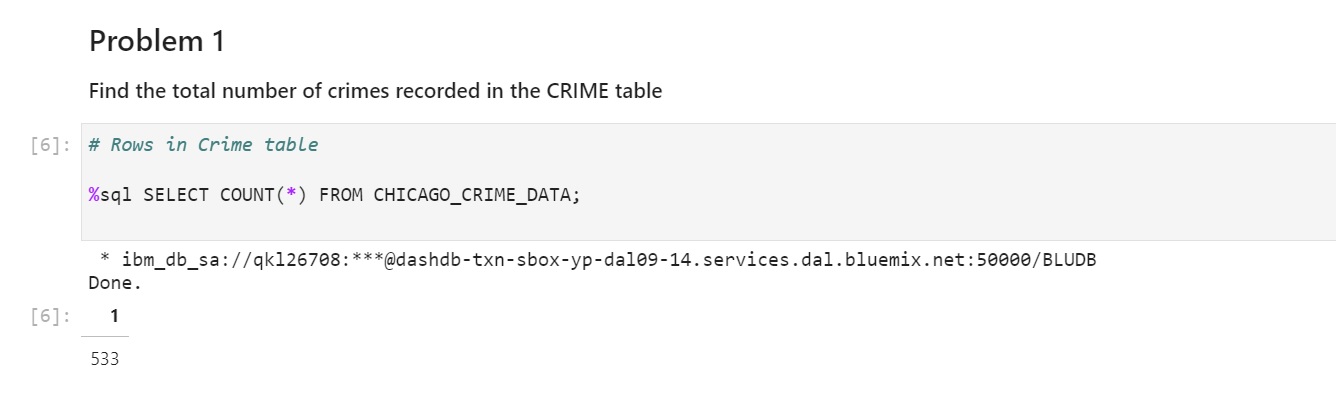 Problem 1
Find the total number of crimes recorded in the CRIME table
[6]: # Rows in Crime table
%sql SELECT COUNT(*) FROM CHICAGO_CRIME_DATA;
* ibm_db_sa://qkl26708:***@dashdb-txn-sbox-yp-dal09-14.services.dal.bluemix.net:50000/BLUDB
Done.
[6]: 1
533